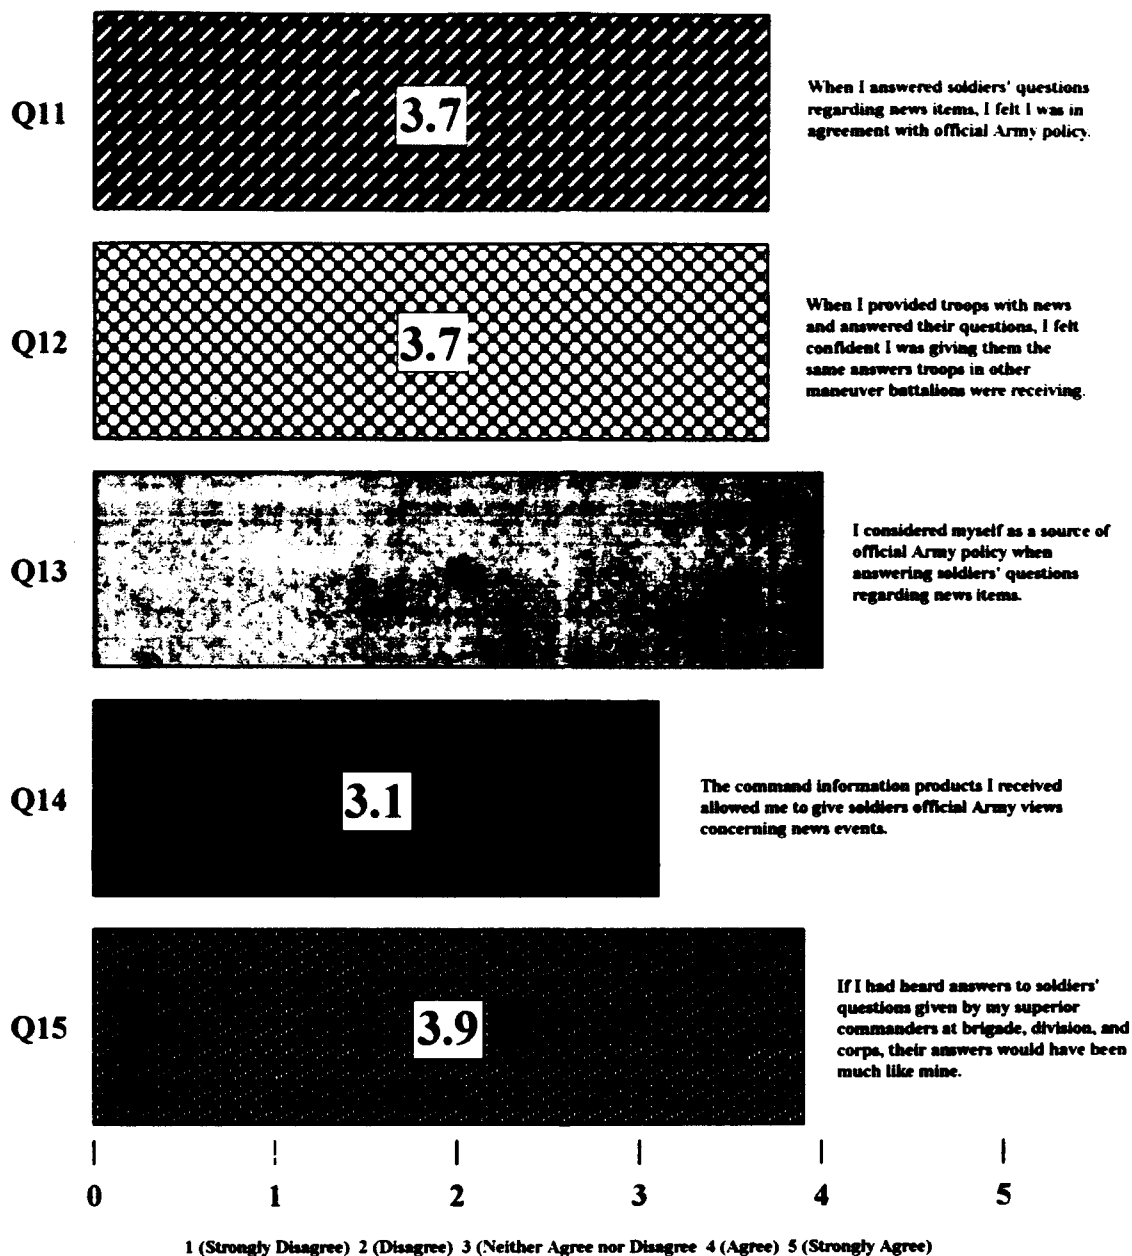 Q11
3.7
When I answered soldiers' questions
regarding news items, I felt I was in
agreement with official Army policy.
Q12
3.7
When I provided troops with news
and answered their questions, I felt
confident I was giving them the
same answers troops in other
maneuver battalions were receiving.
Q13
I considered myself as a source of
official Army policy when
answering soldiers' questions
regarding news items.
Q14
3.1
The command information products I received
allowed me to give soldiers official Army views
concerning news events.
Q15
3.9
If I had heard answers to soldiers'
questions given by my superior
commanders at brigade, division, and
corps, their answers would have been
much like mine.
0 1 2 3 4 5
1 (Strongly Disagree) 2 (Disagree) 3 (Neither Agree nor Disagree 4 (Agree) 5 (Strongly Agree)